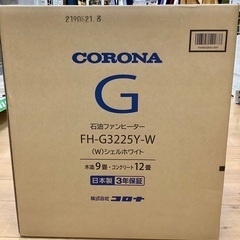 CORONA
G
石油ファンヒーター
FH-G3225Y-W
(W)シェルホワイト
木造9畳・コンクリート12畳
日本製 3年保証
株式会社コロナ